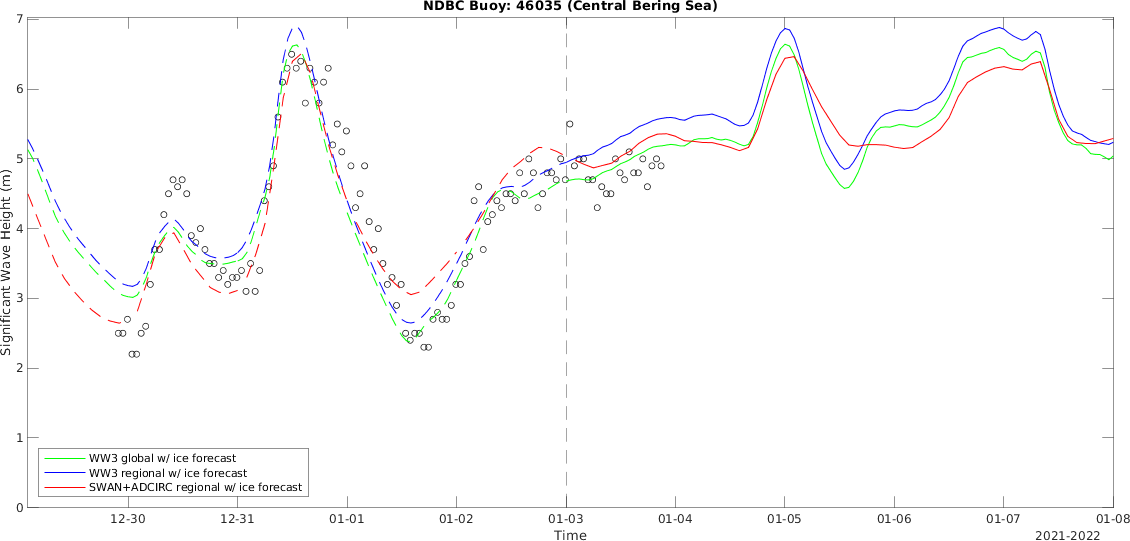 NDBC Buoy: 46035 (Central Bering Sea)
7
6
5
4
3
2
1
0
Significant Wave Height (m)
WW3 global w/ ice forecast
WW3 regional w/ ice forecast
SWAN+ADCIRC regional w/ ice forecast
12-30 12-31 01-01 01-02 01-03 01-04 01-05 01-06 01-07 01-08
Time
2021-2022